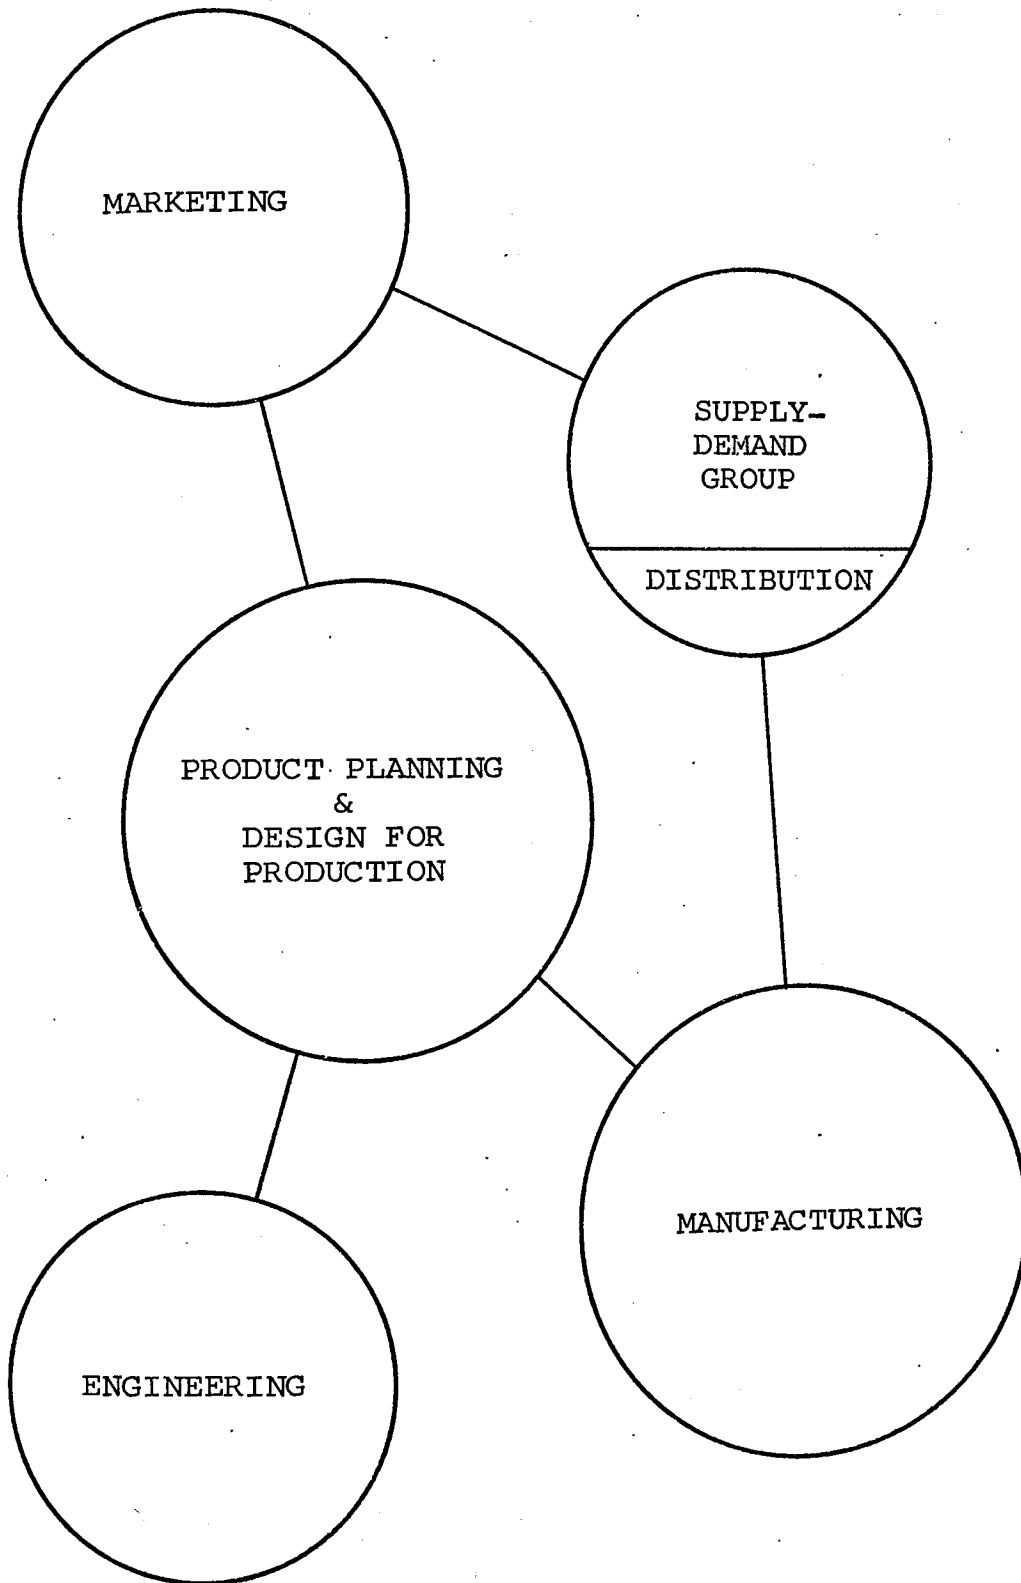 MARKETING
SUPPLY-
DEMAND
GROUP
DISTRIBUTION
PRODUCT PLANNING
&
DESIGN FOR
PRODUCTION
MANUFACTURING
ENGINEERING